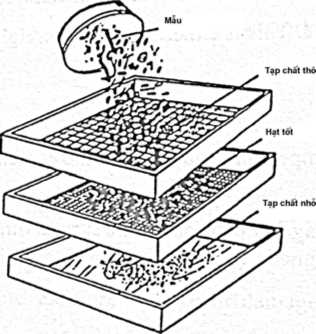 Mẫu
Tạp chất thô
Hạt tốt
Tạp chất nhỏ